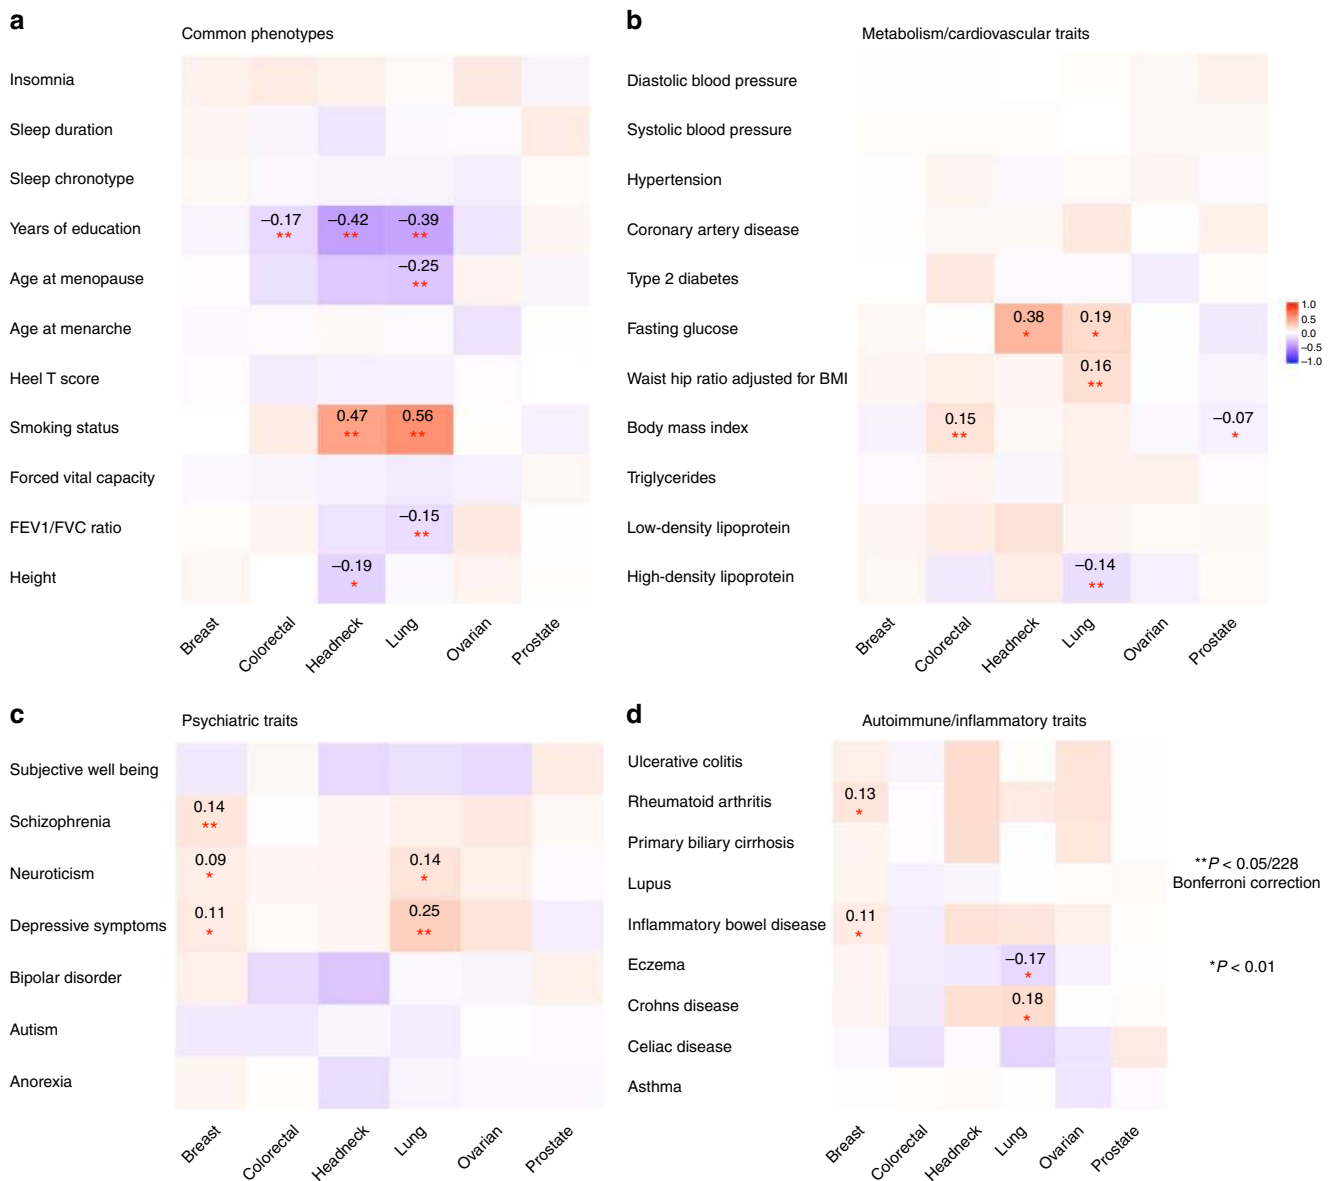 a
Common phenotypes
Insomnia
Sleep duration
Sleep chronotype
Years of education
−0.17
−0.42
−0.39
**
**
**
Age at menopause
−0.25
**
Age at menarche
Heel T score
Smoking status
0.47
0.56
**
**
Forced vital capacity
FEV1/FVC ratio
−0.15
**
Height
−0.19
*
Breast
Colorectal
Headneck
Lung
Ovarian
Prostate
b
Metabolism/cardiovascular traits
Diastolic blood pressure
Systolic blood pressure
Hypertension
Coronary artery disease
Type 2 diabetes
Fasting glucose
0.38
0.19
*
*
Waist hip ratio adjusted for BMI
0.16
**
Body mass index
0.15
−0.07
**
*
Triglycerides
Low-density lipoprotein
High-density lipoprotein
−0.14
**
Breast
Colorectal
Headneck
Lung
Ovarian
Prostate
1.0
0.5
0.0
−0.5
−1.0
c
Psychiatric traits
Subjective well being
Schizophrenia
0.14
**
Neuroticism
0.09
0.14
*
*
Depressive symptoms
0.11
0.25
*
**
Bipolar disorder
Autism
Anorexia
Breast
Colorectal
Headneck
Lung
Ovarian
Prostate
d
Autoimmune/inflammatory traits
Ulcerative colitis
Rheumatoid arthritis
0.13
*
Primary biliary cirrhosis
Lupus
Inflammatory bowel disease
0.11
*
Eczema
−0.17
*
Crohns disease
0.18
*
Celiac disease
Asthma
Breast
Colorectal
Headneck
Lung
Ovarian
Prostate
**P < 0.05/228
Bonferroni correction
*P < 0.01